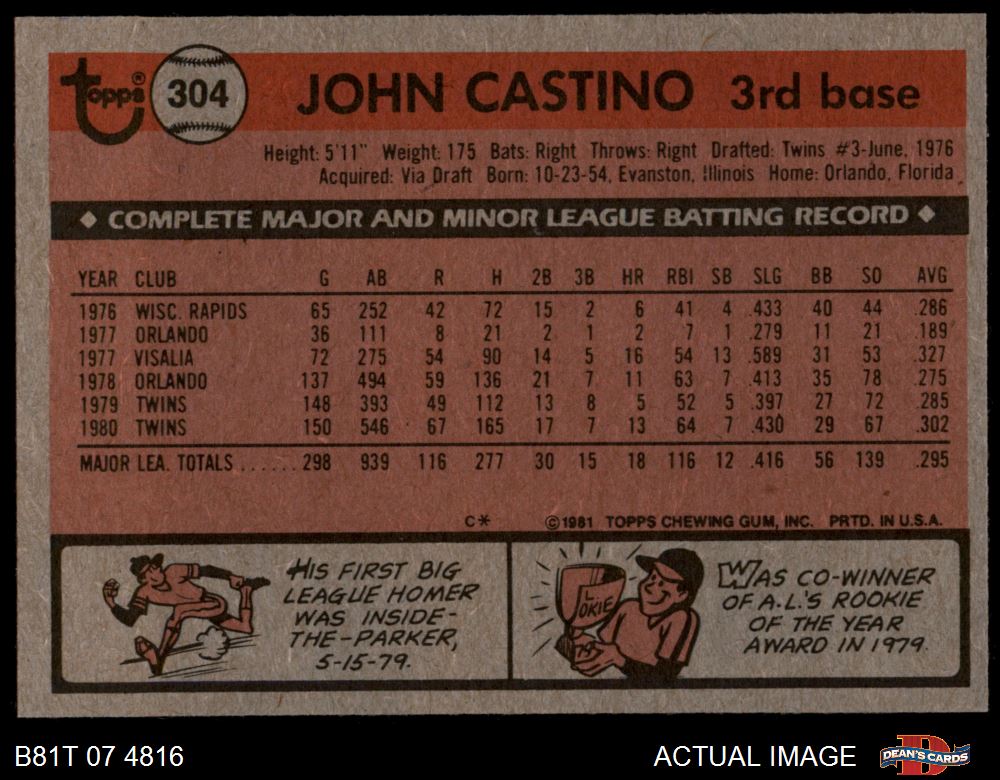 topps® 304 JOHN CASTINO 3rd base
Height: 5'11" Weight: 175 Bats: Right Throws: Right Drafted: Twins #3-June, 1976
Acquired: Via Draft Born: 10-23-54, Evanston, Illinois Home: Orlando, Florida
◆ COMPLETE MAJOR AND MINOR LEAGUE BATTING RECORD ◆
YEAR CLUB G AB R H 2B 3B HR RBI SB SLG BB SO AVG
1976 WISC. RAPIDS 65 252 42 72 15 2 6 41 4 .433 40 44 .286
1977 ORLANDO 36 111 8 21 2 1 2 7 1 .279 11 21 .189
1977 VISALIA 72 275 54 90 14 5 16 54 13 .589 31 53 .327
1978 ORLANDO 137 494 59 136 21 7 11 63 7 .413 35 78 .275
1979 TWINS 148 393 49 112 13 8 5 52 5 .397 27 72 .285
1980 TWINS 150 546 67 165 17 7 13 64 7 .430 29 67 .302
MAJOR LEA. TOTALS ...... 298 939 116 277 30 15 18 116 12 .416 56 139 .295
C* ©1981 TOPPS CHEWING GUM, INC. PRTD. IN U.S.A.
HIS FIRST BIG
LEAGUE HOMER
WAS INSIDE-
THE-PARKER,
5-15-79.
L
OKIE
79
WAS CO-WINNER
OF A.L.'S ROOKIE
OF THE YEAR
AWARD IN 1979.
B81T 07 4816 ACTUAL IMAGE DEAN'S CARDS